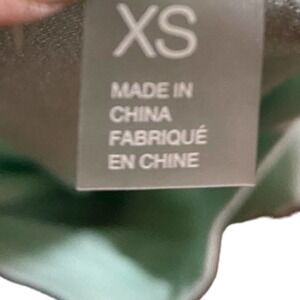 XS
MADE IN
CHINA
FABRIQUÉ
EN CHINE